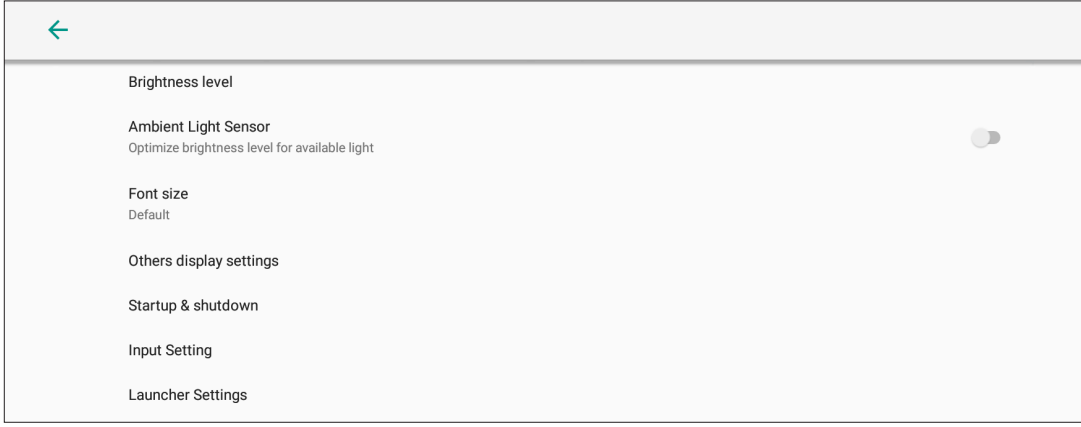 Brightness level
Ambient Light Sensor
Optimize brightness level for available light
Font size
Default
Others display settings
Startup & shutdown
Input Setting
Launcher Settings